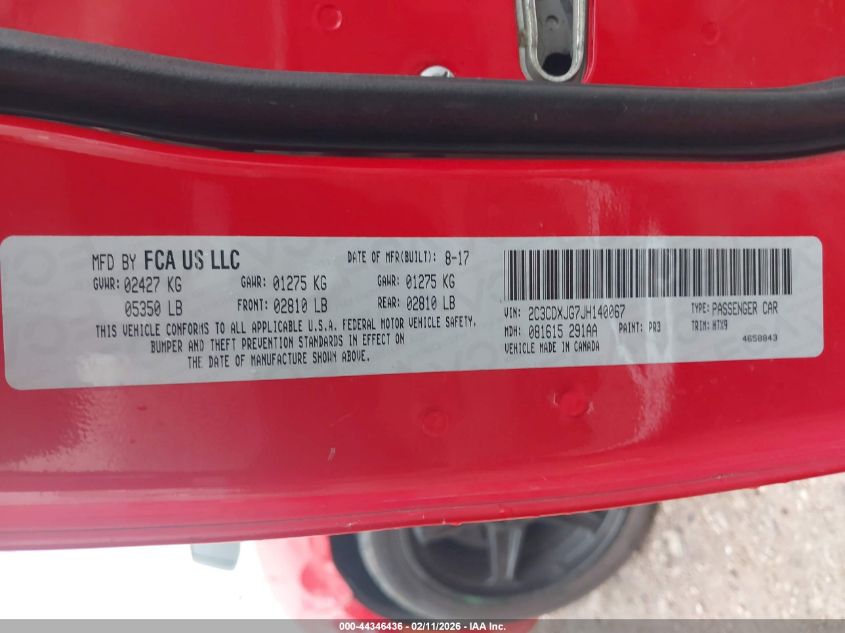 MFD BY FCA US LLC DATE OF MFR(BUILT): 8-17
GVWR: 02427 KG GAWR: 01275 KG GAWR: 01275 KG
05350 LB FRONT: 02810 LB REAR: 02810 LB
THIS VEHICLE CONFORMS TO ALL APPLICABLE U.S.A. FEDERAL MOTOR VEHICLE SAFETY,
BUMPER AND THEFT PREVENTION STANDARDS IN EFFECT ON
THE DATE OF MANUFACTURE SHOWN ABOVE.
VIN: 2C3CDXJG7JH140067 TYPE: PASSENGER CAR
MDH: 081615 291AA PAINT: PR3 TRIM: HTX9
VEHICLE MADE IN CANADA 4658843
000-44346436 - 02/11/2026 - IAA Inc.